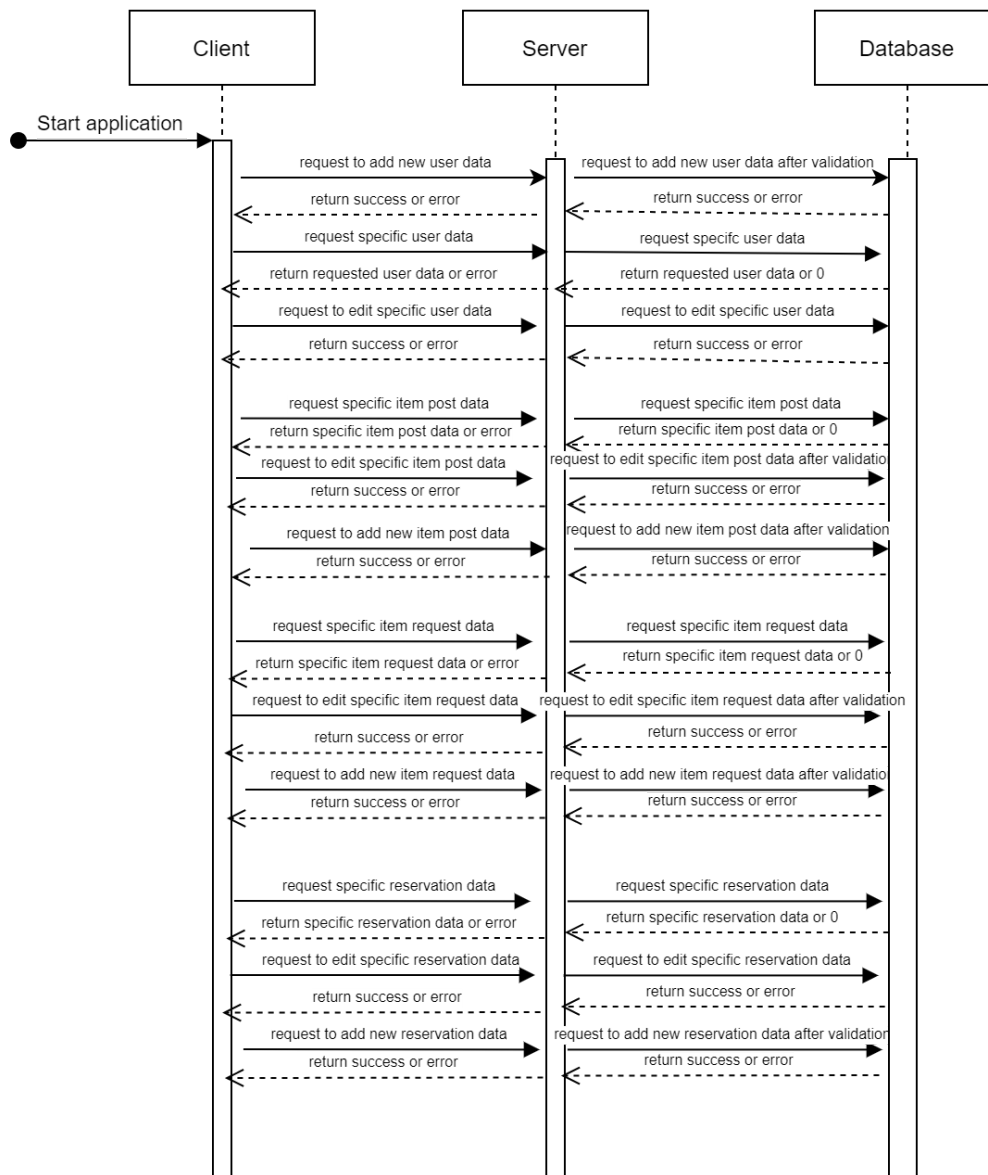 Client
Server
Database
Start application
request to add new user data
request to add new user data after validation
return success or error
return success or error
request specific user data
request specifc user data
return requested user data or error
return requested user data or 0
request to edit specific user data
request to edit specific user data
return success or error
return success or error
request specific item post data
request specific item post data
return specific item post data or error
return specific item post data or 0
request to edit specific item post data
request to edit specific item post data after validation
return success or error
return success or error
request to add new item post data
request to add new item post data after validation
return success or error
return success or error
request specific item request data
request specific item request data
return specific item request data or error
return specific item request data or 0
request to edit specific item request data
request to edit specific item request data after validation
return success or error
return success or error
request to add new item request data
request to add new item request data after validation
return success or error
return success or error
request specific reservation data
request specific reservation data
return specific reservation data or error
return specific reservation data or 0
request to edit specific reservation data
request to edit specific reservation data
return success or error
return success or error
request to add new reservation data
request to add new reservation data after validation
return success or error
return success or error